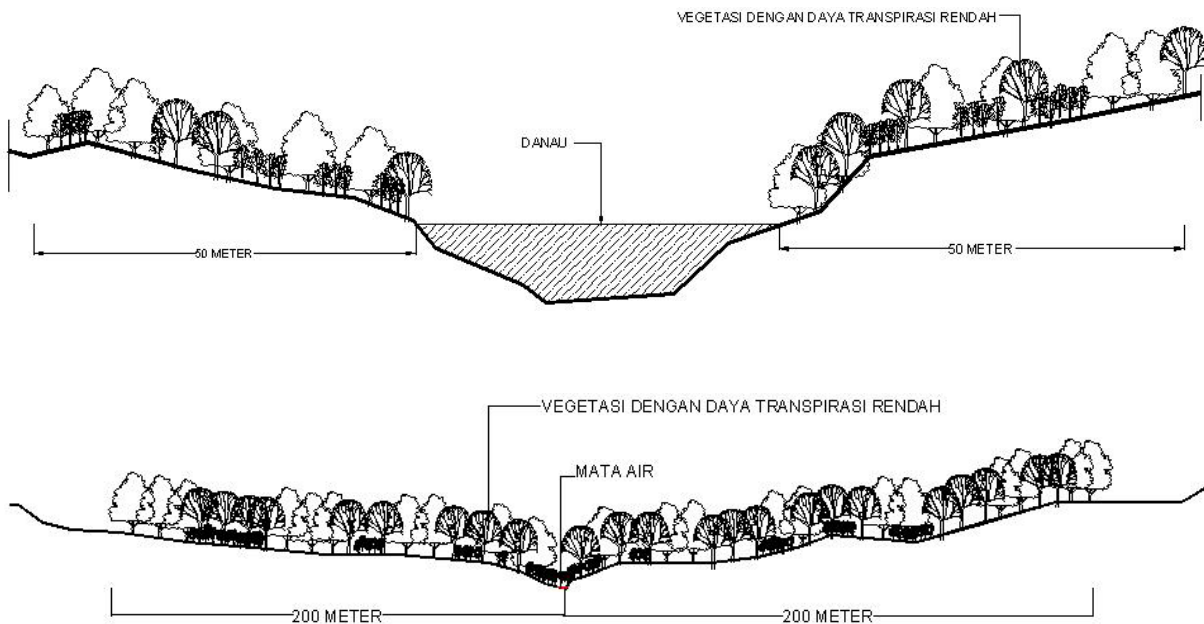 VEGETASI DENGAN DAYA TRANSPIRASI RENDAH
DANAU
50 METER
50 METER
VEGETASI DENGAN DAYA TRANSPIRASI RENDAH
MATA AIR
200 METER
200 METER